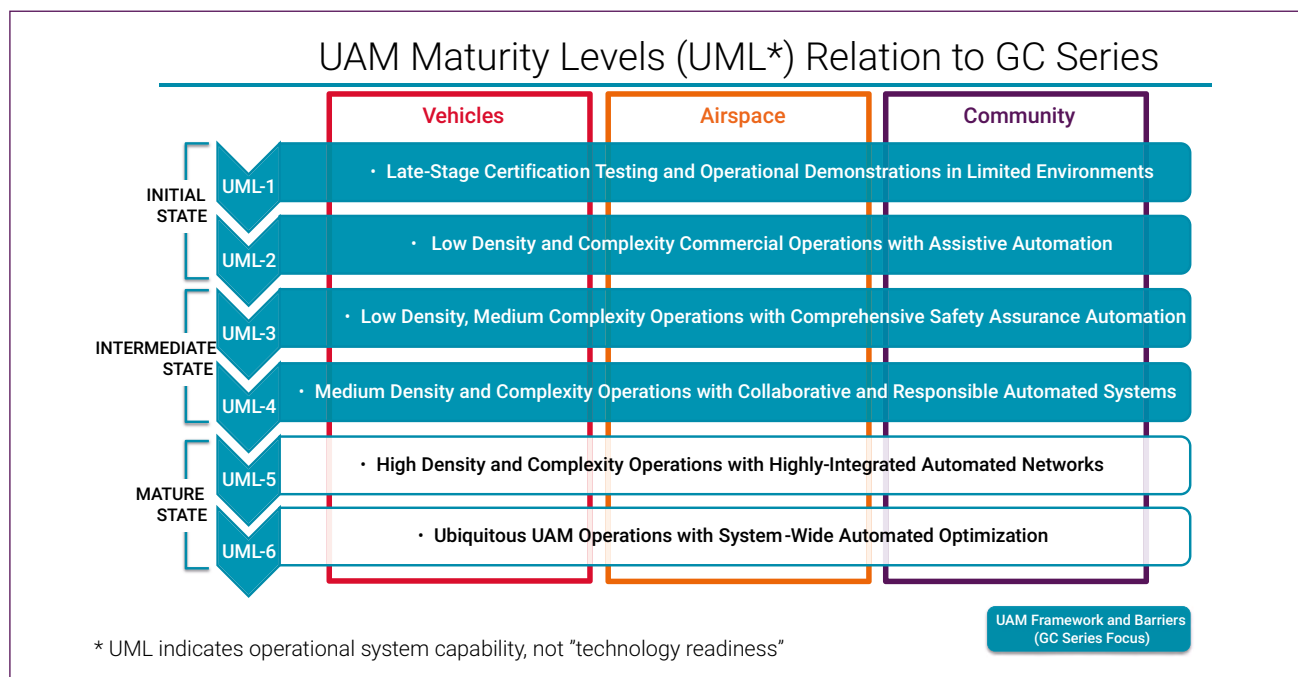 UAM Maturity Levels (UML*) Relation to GC Series
Vehicles
Airspace
Community
INITIAL
STATE
UML-1
• Late-Stage Certification Testing and Operational Demonstrations in Limited Environments
UML-2
• Low Density and Complexity Commercial Operations with Assistive Automation
INTERMEDIATE
STATE
UML-3
• Low Density, Medium Complexity Operations with Comprehensive Safety Assurance Automation
UML-4
• Medium Density and Complexity Operations with Collaborative and Responsible Automated Systems
MATURE
STATE
UML-5
• High Density and Complexity Operations with Highly-Integrated Automated Networks
UML-6
• Ubiquitous UAM Operations with System-Wide Automated Optimization
UAM Framework and Barriers
(GC Series Focus)
* UML indicates operational system capability, not ”technology readiness”